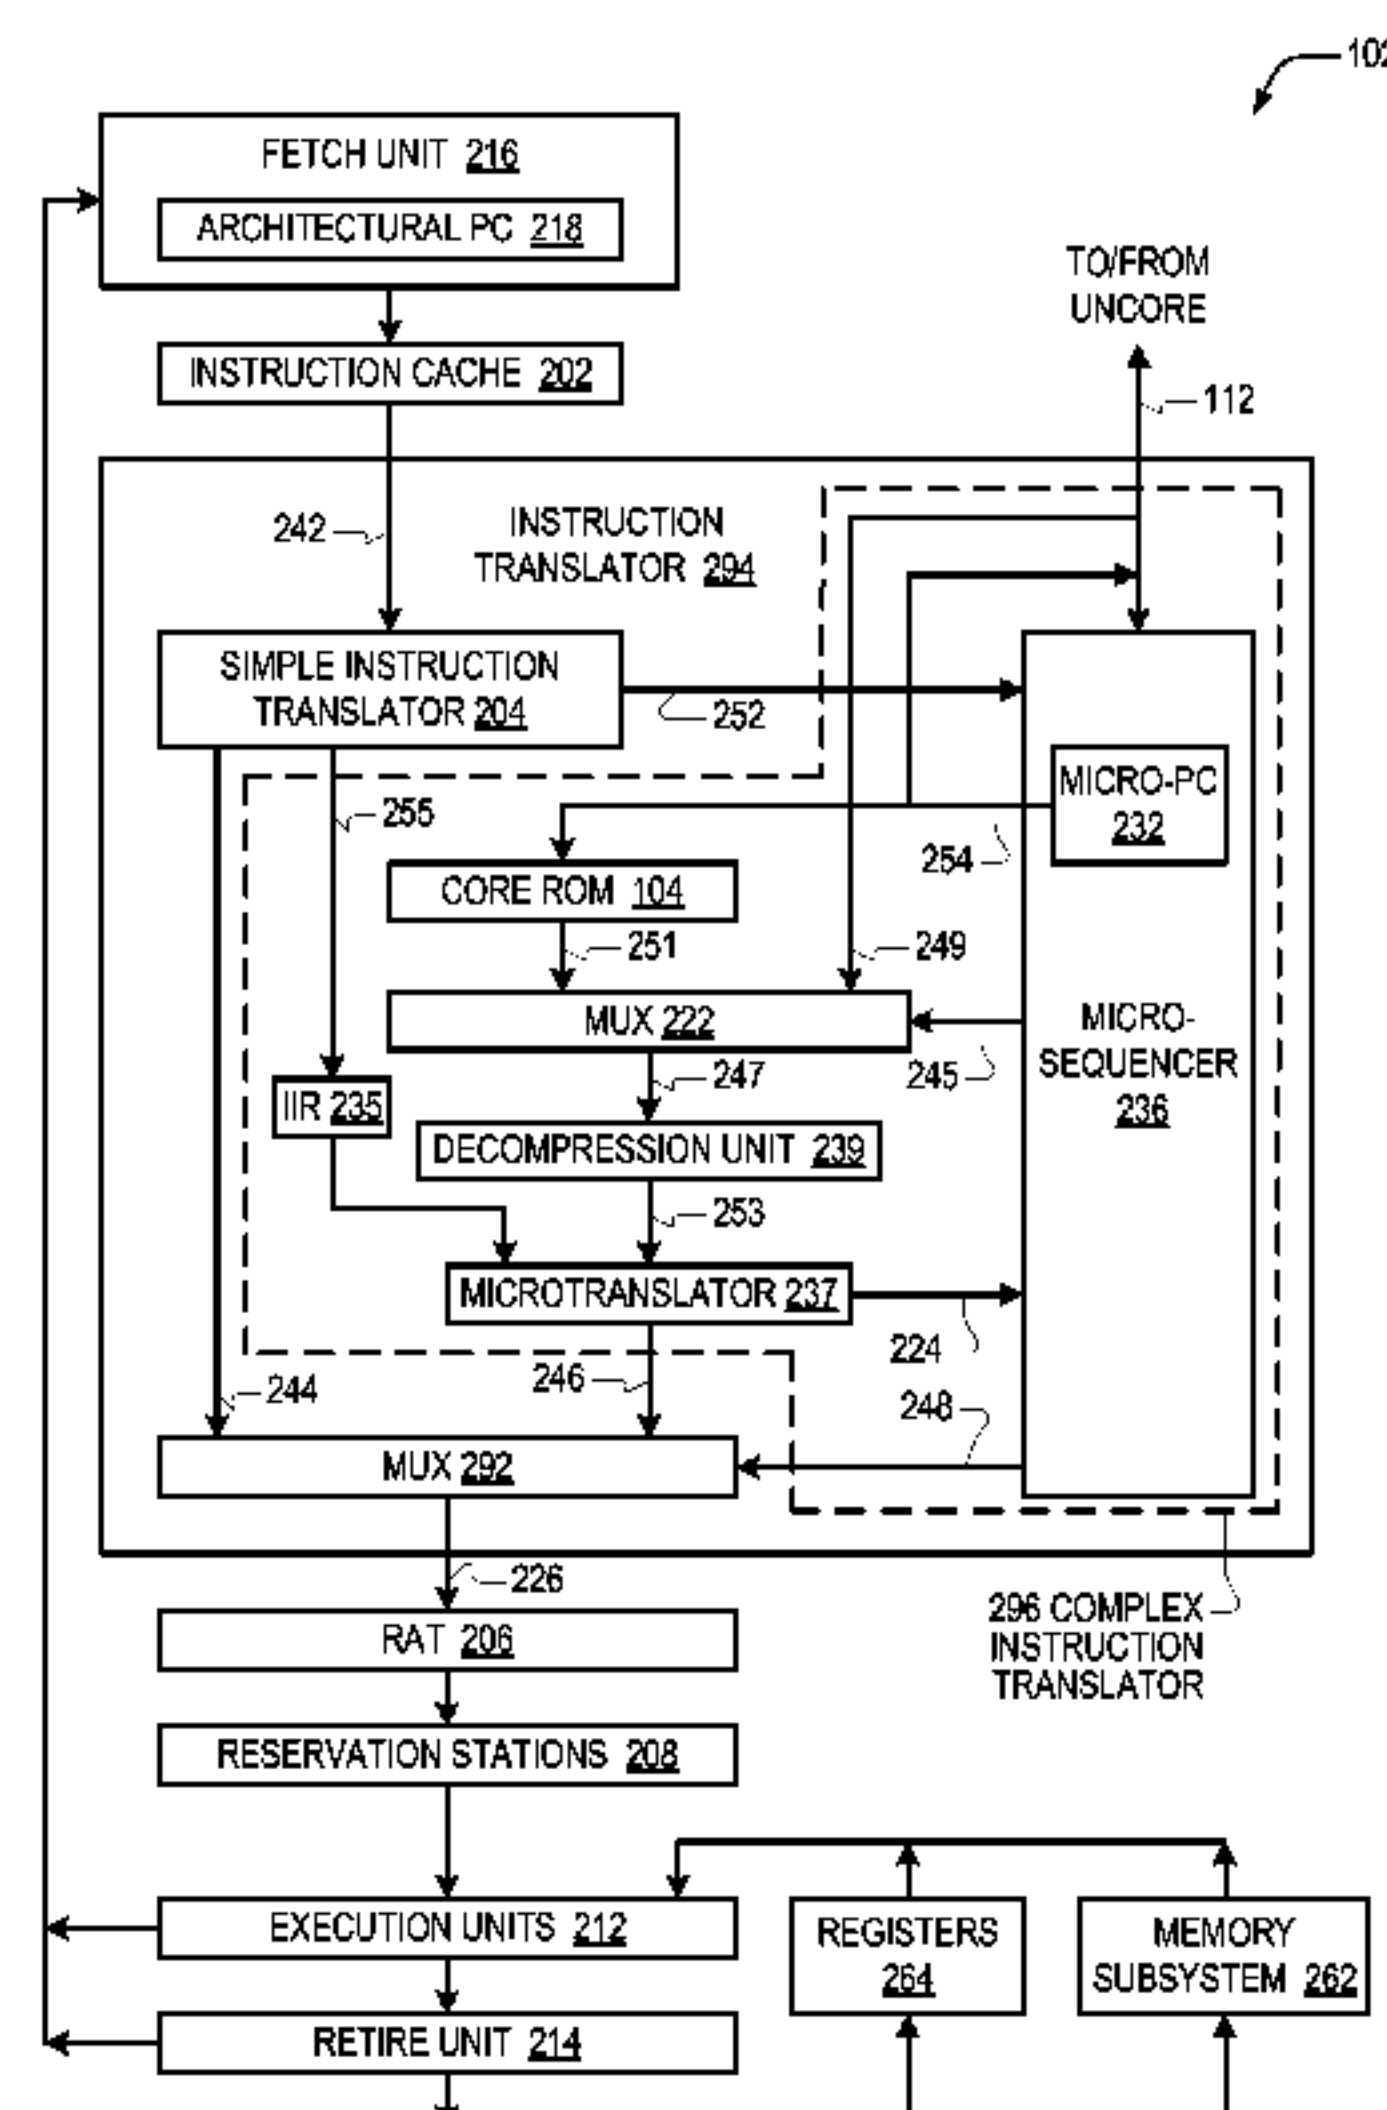 102
FETCH UNIT 216
ARCHITECTURAL PC 218
TO/FROM
UNCORE
INSTRUCTION CACHE 202
112
242
INSTRUCTION
TRANSLATOR 294
SIMPLE INSTRUCTION
TRANSLATOR 204
252
MICRO-PC
232
255
254
CORE ROM 104
251
249
MUX 222
MICRO-
SEQUENCER
236
247
245
IIR 235
DECOMPRESSION UNIT 239
253
MICROTRANSLATOR 237
224
246
244
248
MUX 292
226
296 COMPLEX
INSTRUCTION
TRANSLATOR
RAT 206
RESERVATION STATIONS 208
EXECUTION UNITS 212
REGISTERS
264
MEMORY
SUBSYSTEM 262
RETIRE UNIT 214